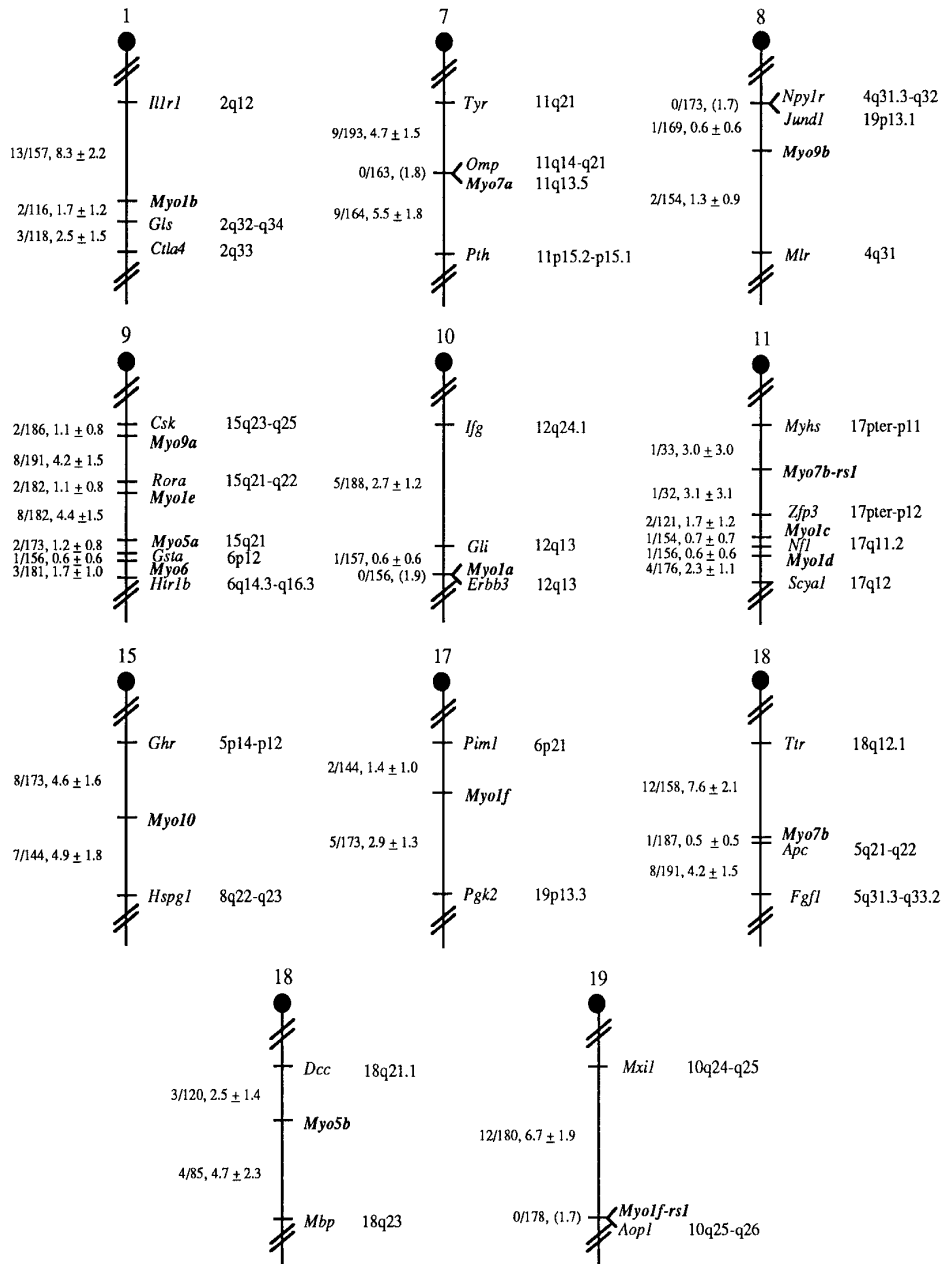 1
Il1r1 2q12
13/157, 8.3 ± 2.2
Myo1b
2/116, 1.7 ± 1.2
Gls 2q32-q34
3/118, 2.5 ± 1.5
Ctla4 2q33
7
Tyr 11q21
9/193, 4.7 ± 1.5
Omp 11q14-q21
0/163, (1.8)
Myo7a 11q13.5
9/164, 5.5 ± 1.8
Pth 11p15.2-p15.1
8
Npy1r 4q31.3-q32
0/173, (1.7)
Jund1 19p13.1
1/169, 0.6 ± 0.6
Myo9b
2/154, 1.3 ± 0.9
Mlr 4q31
9
Csk 15q23-q25
2/186, 1.1 ± 0.8
Myo9a
8/191, 4.2 ± 1.5
Rora 15q21-q22
2/182, 1.1 ± 0.8
Myo1e
8/182, 4.4 ±1.5
Myo5a 15q21
2/173, 1.2 ± 0.8
Gsta 6p12
1/156, 0.6 ± 0.6
Myo6
3/181, 1.7 ± 1.0
Htr1b 6q14.3-q16.3
10
Ifg 12q24.1
5/188, 2.7 ± 1.2
Gli 12q13
1/157, 0.6 ± 0.6
Myo1a
0/156, (1.9)
Erbb3 12q13
11
Myhs 17pter-p11
1/33, 3.0 ± 3.0
Myo7b-rs1
1/32, 3.1 ± 3.1
Zfp3 17pter-p12
2/121, 1.7 ± 1.2
Myo1c
1/154, 0.7 ± 0.7
Nf1 17q11.2
1/156, 0.6 ± 0.6
Myo1d
4/176, 2.3 ± 1.1
Scya1 17q12
15
Ghr 5p14-p12
8/173, 4.6 ± 1.6
Myo10
7/144, 4.9 ± 1.8
Hspg1 8q22-q23
17
Pim1 6p21
2/144, 1.4 ± 1.0
Myo1f
5/173, 2.9 ± 1.3
Pgk2 19p13.3
18
Ttr 18q12.1
12/158, 7.6 ± 2.1
Myo7b
1/187, 0.5 ± 0.5
Apc 5q21-q22
8/191, 4.2 ± 1.5
Fgf1 5q31.3-q33.2
18
Dcc 18q21.1
3/120, 2.5 ± 1.4
Myo5b
4/85, 4.7 ± 2.3
Mbp 18q23
19
Mxi1 10q24-q25
12/180, 6.7 ± 1.9
Myo1f-rs1
0/178, (1.7)
Aop1 10q25-q26